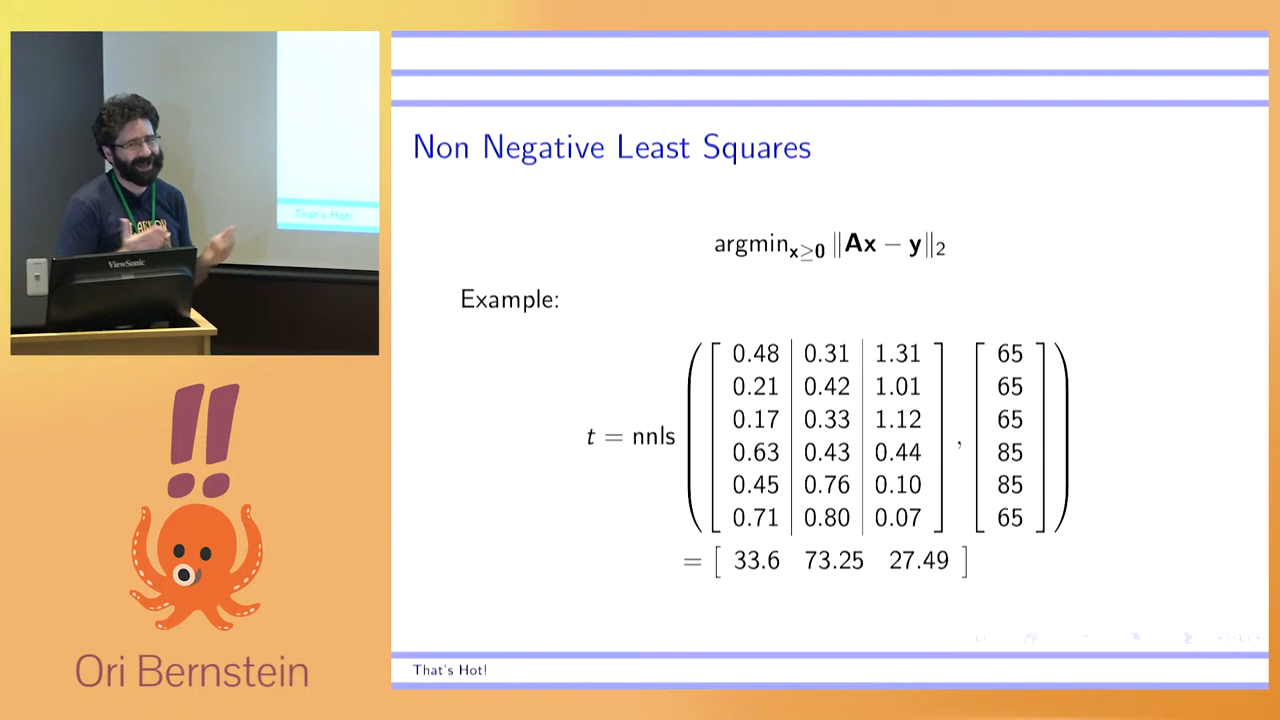 ViewSonic
That's Hot!
!!
Ori Bernstein
Non Negative Least Squares
argmin_{x≥0} ‖Ax − y‖₂
Example:
t = nnls ( [ 0.48 | 0.31 | 1.31 ] , [ 65 ] )
0.21 | 0.42 | 1.01 65
0.17 | 0.33 | 1.12 65
0.63 | 0.43 | 0.44 85
0.45 | 0.76 | 0.10 85
0.71 | 0.80 | 0.07 65
= [ 33.6 73.25 27.49 ]
That's Hot!